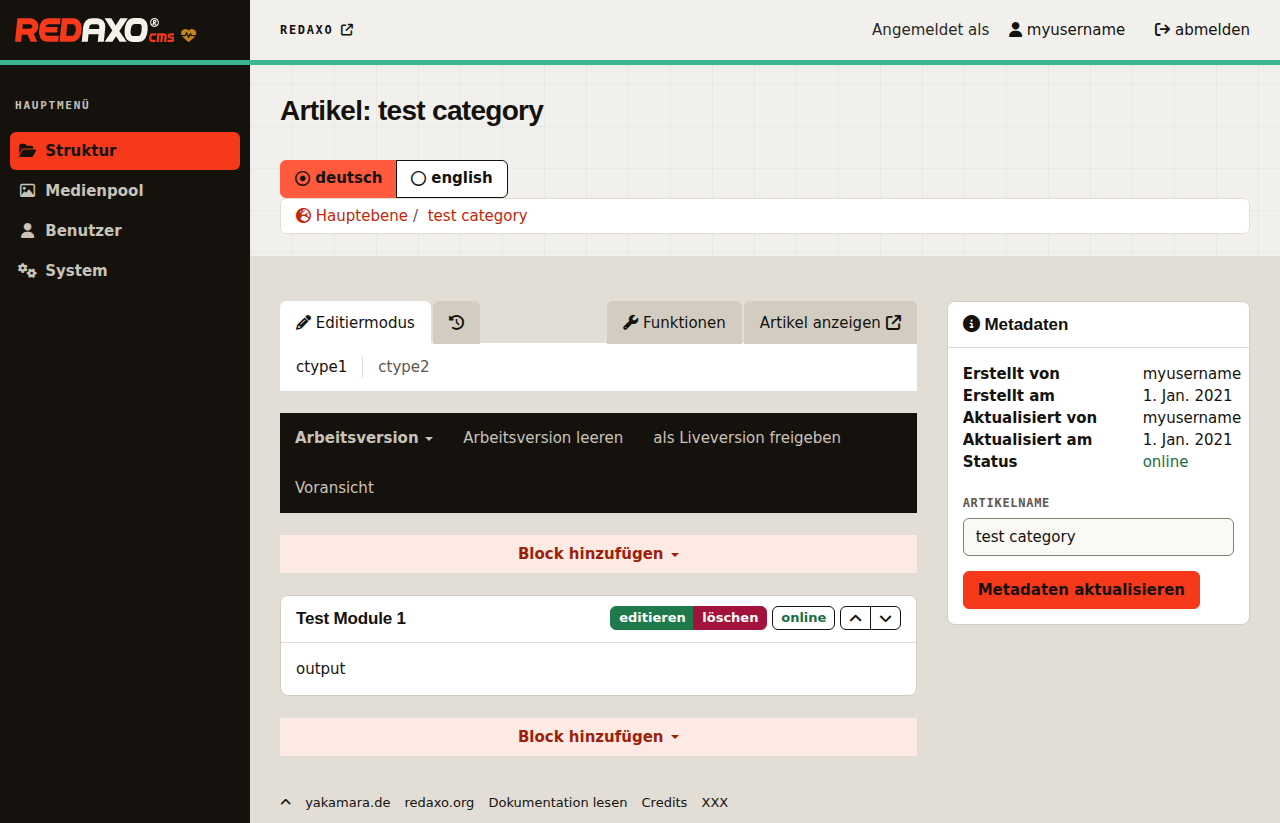 REDAXO® cms
REDAXO
Angemeldet als myusername abmelden
HAUPTMENÜ
Struktur
Medienpool
Benutzer
System
Artikel: test category
deutsch english
Hauptebene / test category
Editiermodus Funktionen Artikel anzeigen
ctype1 ctype2
Arbeitsversion Arbeitsversion leeren als Liveversion freigeben
Voransicht
Block hinzufügen
Test Module 1 editieren löschen online
output
Block hinzufügen
Metadaten
Erstellt von myusername
Erstellt am 1. Jan. 2021
Aktualisiert von myusername
Aktualisiert am 1. Jan. 2021
Status online
ARTIKELNAME
test category
Metadaten aktualisieren
yakamara.de redaxo.org Dokumentation lesen Credits XXX